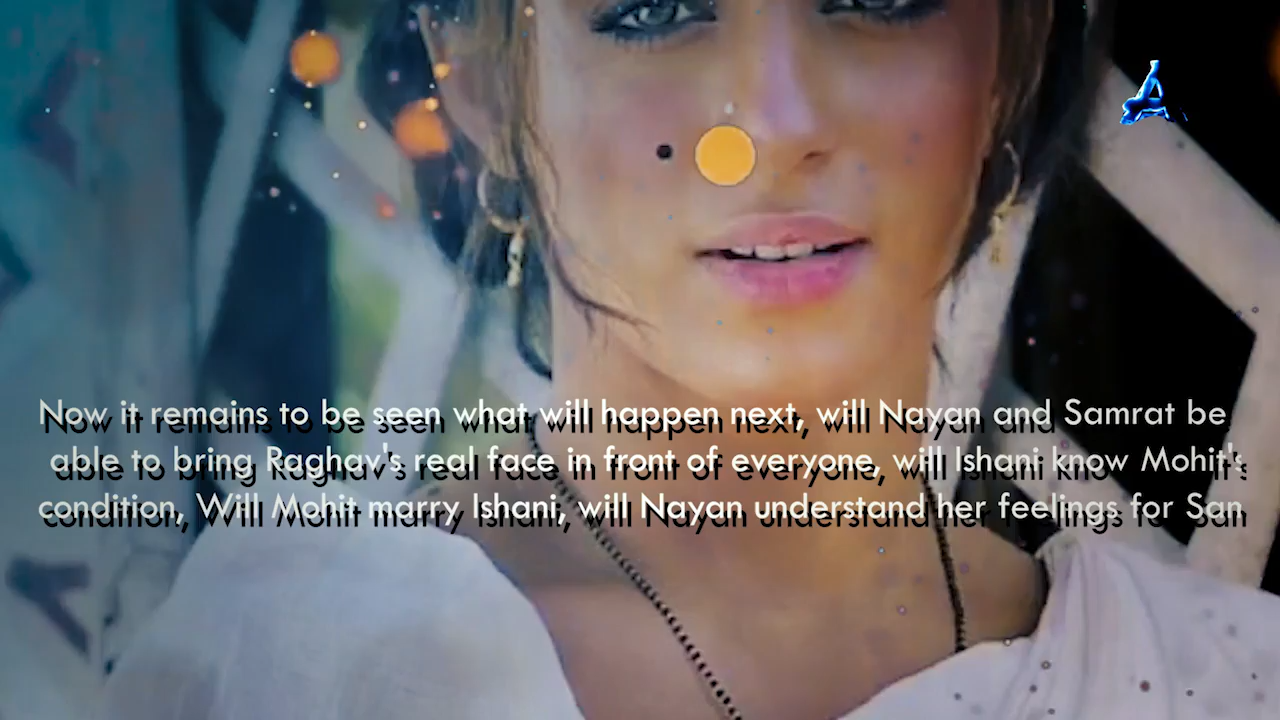 Now it remains to be seen what will happen next, will Nayan and Samrat be
able to bring Raghav's real face in front of everyone, will Ishani know Mohit's
condition, Will Mohit marry Ishani, will Nayan understand her feelings for Sam